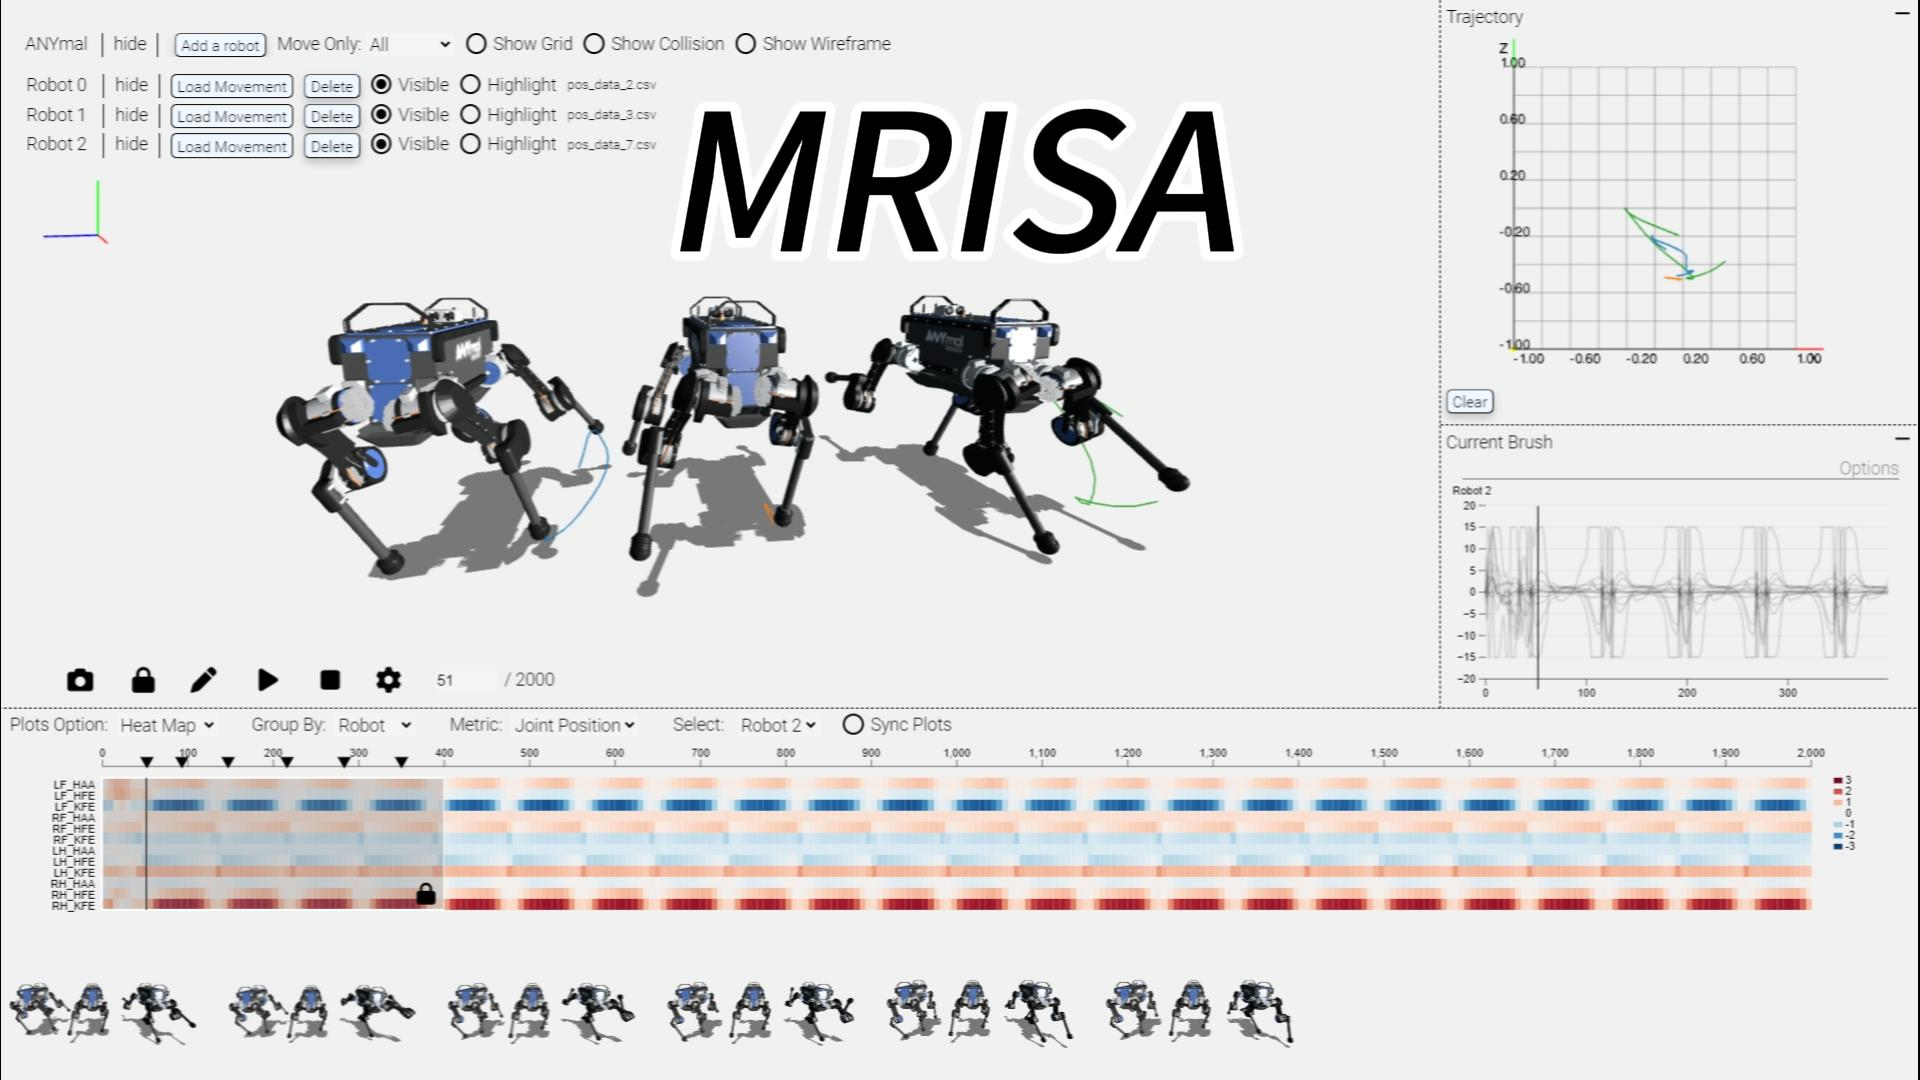 ANYmal | hide | Add a robot Move Only: All Show Grid Show Collision Show Wireframe
Robot 0 | hide | Load Movement Delete Visible Highlight pos_data_2.csv
Robot 1 | hide | Load Movement Delete Visible Highlight pos_data_3.csv
Robot 2 | hide | Load Movement Delete Visible Highlight pos_data_7.csv
MRISA
ANYmal
ANYmal
51 / 2000
Trajectory
Z
1.00
0.60
0.20
-0.20
-0.60
-1.00
-1.00 -0.60 -0.20 0.20 0.60 1.00
X
Clear
Current Brush
Options
Robot 2
20
15
10
5
0
−5
−10
−15
−20
0 100 200 300
Plots Option: Heat Map Group By: Robot Metric: Joint Position Select: Robot 2 Sync Plots
0 100 200 300 400 500 600 700 800 900 1,000 1,100 1,200 1,300 1,400 1,500 1,600 1,700 1,800 1,900 2,000
LF_HAA
LF_HFE
LF_KFE
RF_HAA
RF_HFE
RF_KFE
LH_HAA
LH_HFE
LH_KFE
RH_HAA
RH_HFE
RH_KFE
3
2
1
0
-1
-2
-3